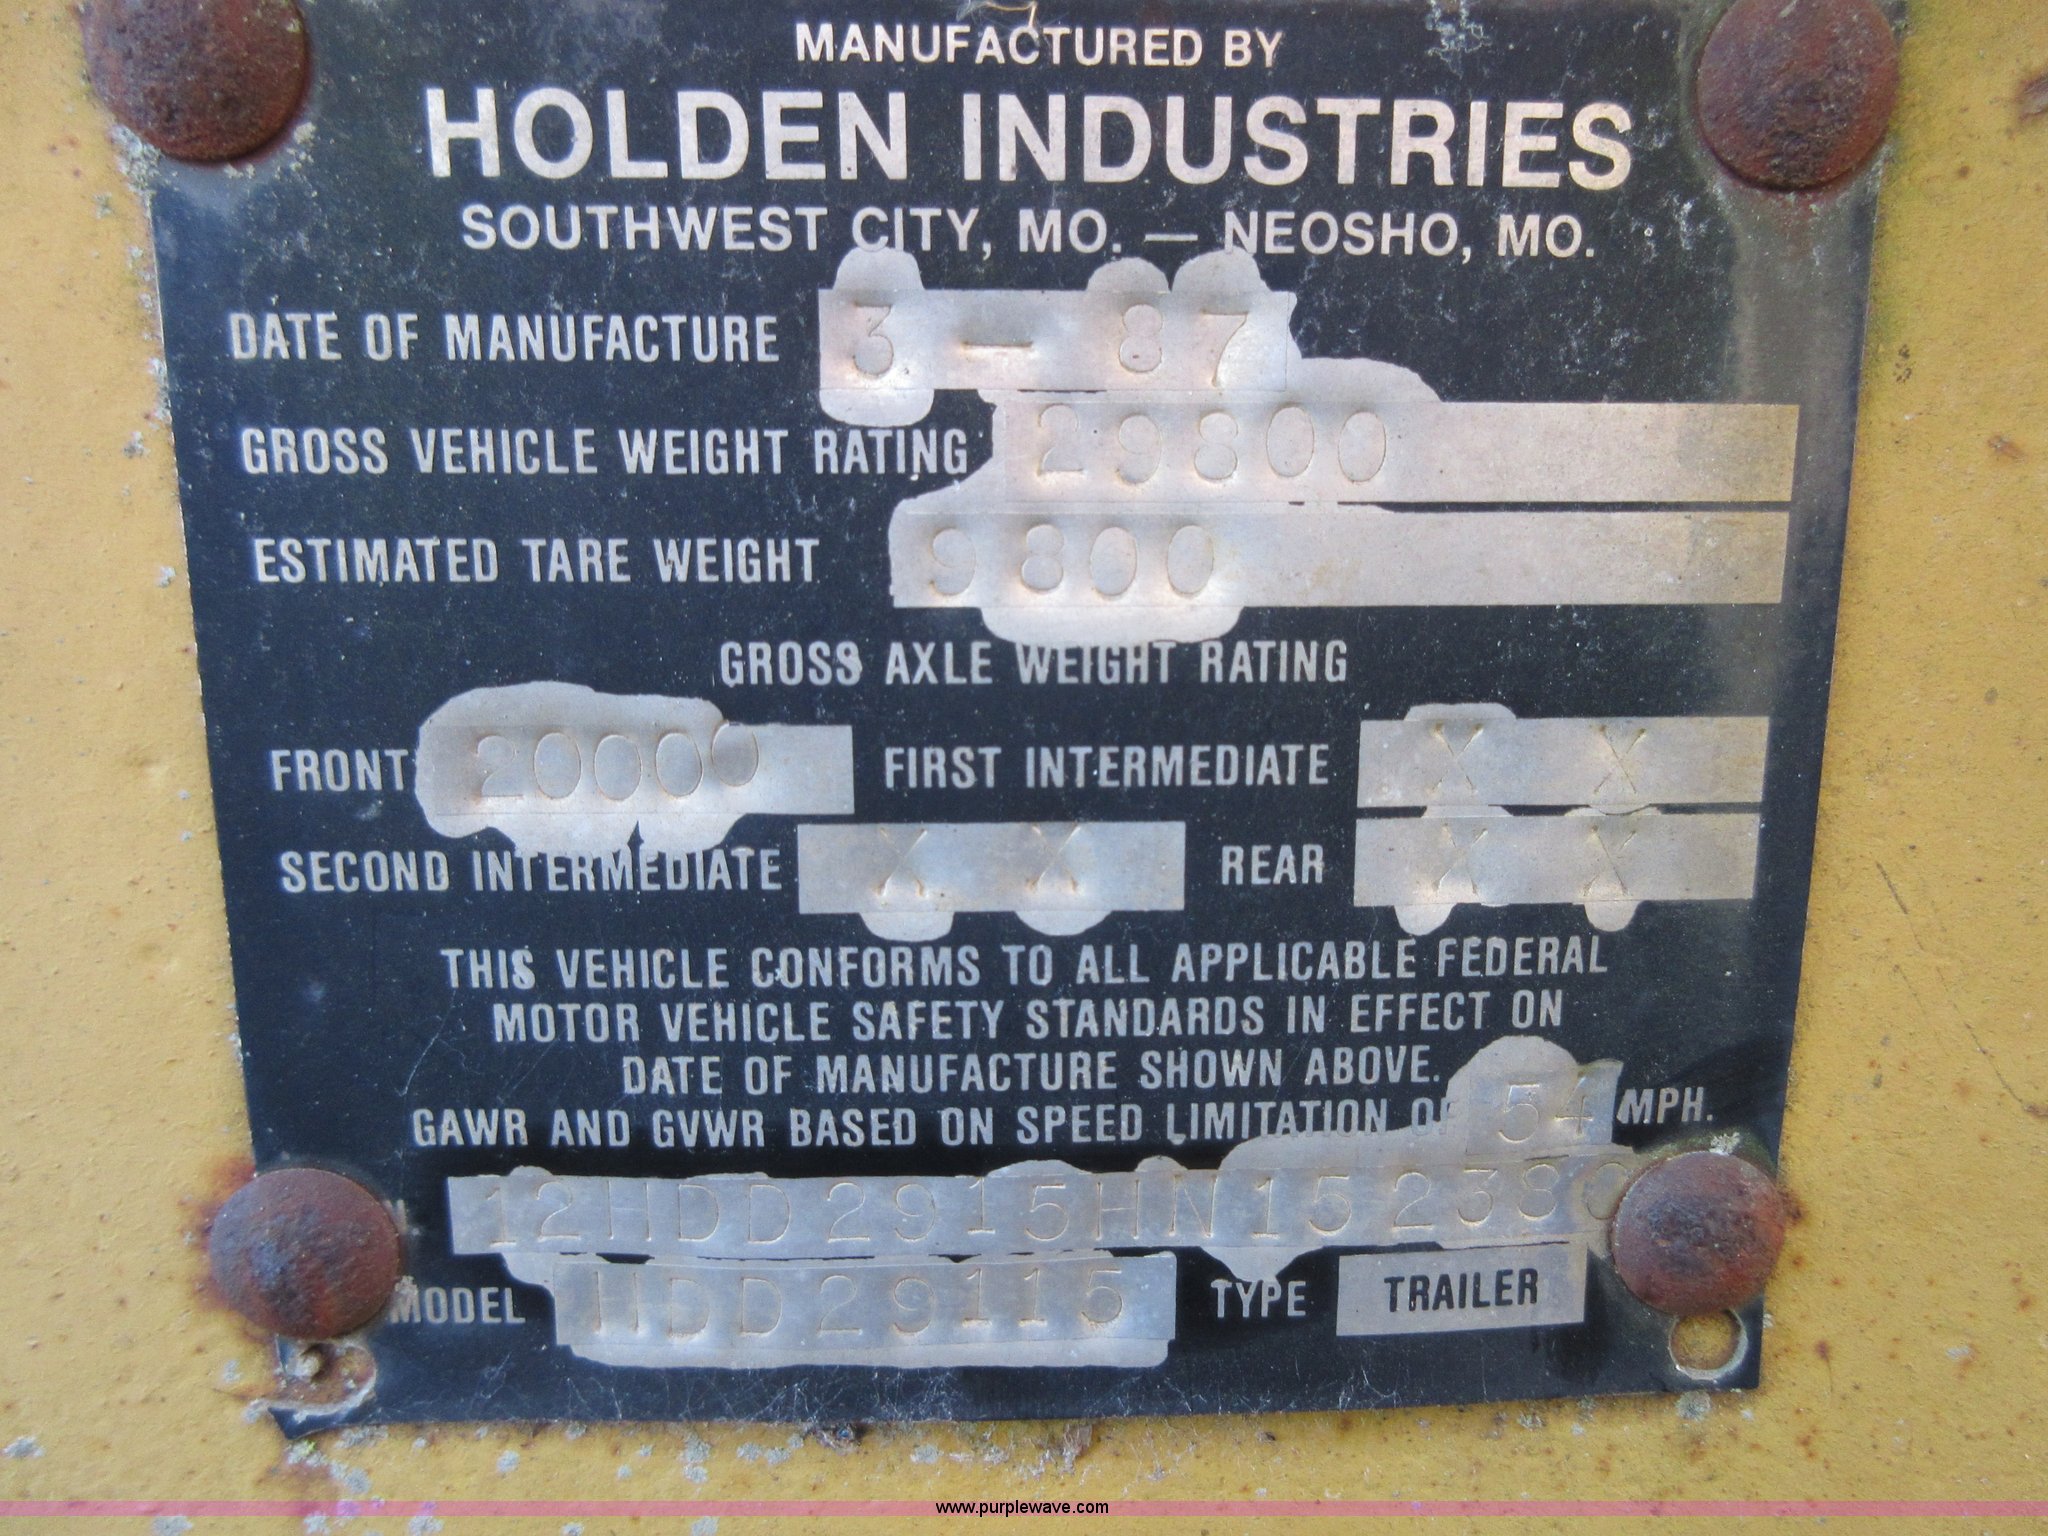 MANUFACTURED BY
HOLDEN INDUSTRIES
SOUTHWEST CITY, MO. — NEOSHO, MO.
DATE OF MANUFACTURE 3 - 87
GROSS VEHICLE WEIGHT RATING 29800
ESTIMATED TARE WEIGHT 9800
GROSS AXLE WEIGHT RATING
FRONT 20000 FIRST INTERMEDIATE X X
SECOND INTERMEDIATE X X REAR X X
THIS VEHICLE CONFORMS TO ALL APPLICABLE FEDERAL
MOTOR VEHICLE SAFETY STANDARDS IN EFFECT ON
DATE OF MANUFACTURE SHOWN ABOVE.
GAWR AND GVWR BASED ON SPEED LIMITATION OF 54 MPH.
12HDD2915HN152380
MODEL HDD29115 TYPE TRAILER
www.purplewave.com